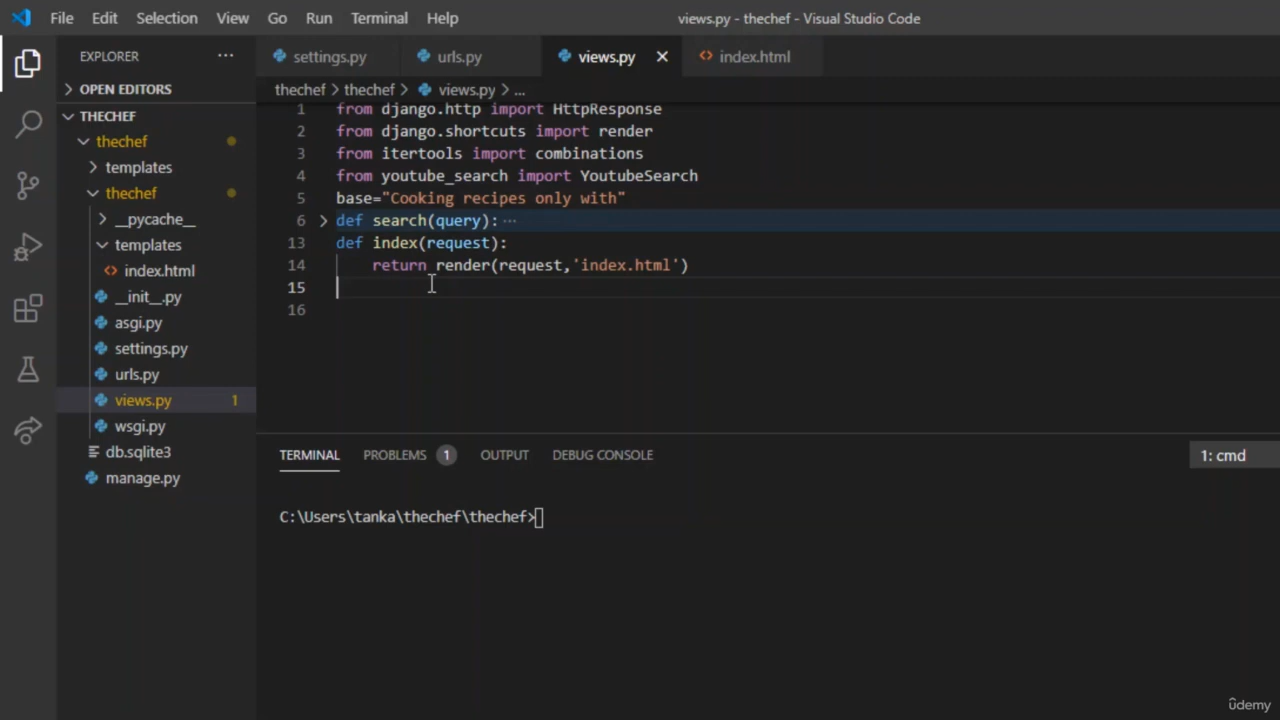 File Edit Selection View Go Run Terminal Help views.py - thechef - Visual Studio Code
EXPLORER ···
OPEN EDITORS
THECHEF
thechef
templates
thechef
__pycache__
templates
index.html
__init__.py
asgi.py
settings.py
urls.py
views.py 1
wsgi.py
db.sqlite3
manage.py
settings.py urls.py views.py index.html
thechef > thechef > views.py > ...
1 from django.http import HttpResponse
2 from django.shortcuts import render
3 from itertools import combinations
4 from youtube_search import YoutubeSearch
5 base="Cooking recipes only with"
6 def search(query): ···
13 def index(request):
14 return render(request,'index.html')
15
16
TERMINAL PROBLEMS 1 OUTPUT DEBUG CONSOLE 1: cmd
C:\Users\tanka\thechef\thechef>
ûdemy